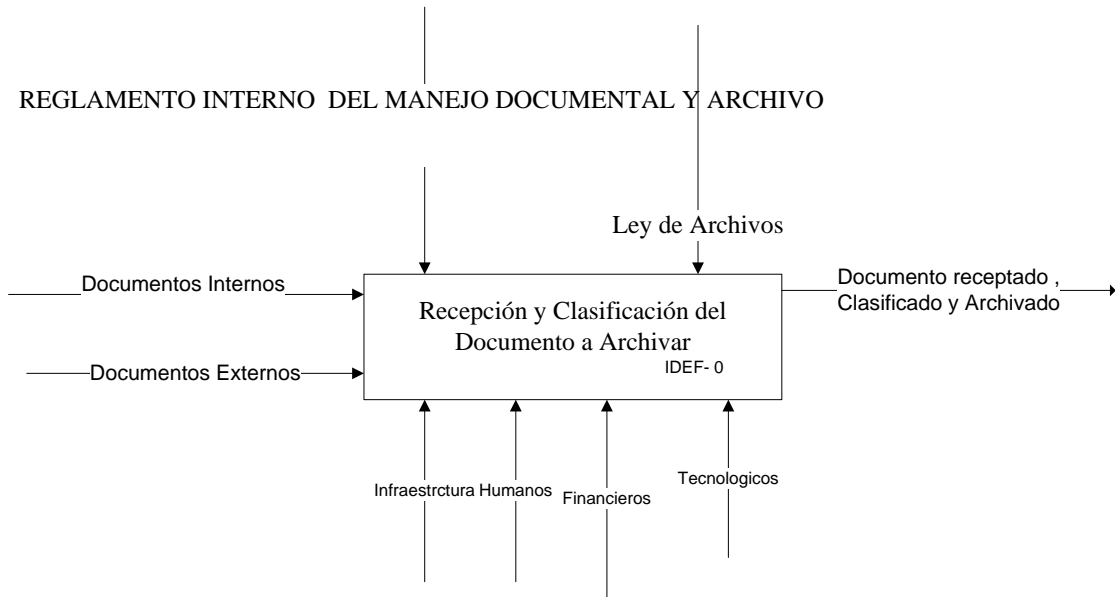 REGLAMENTO INTERNO DEL MANEJO DOCUMENTAL Y ARCHIVO
Ley de Archivos
Documentos Internos
Documentos Externos
Recepción y Clasificación del
Documento a Archivar
IDEF- 0
Documento receptado ,
Clasificado y Archivado
Infraestrctura
Humanos
Financieros
Tecnologicos